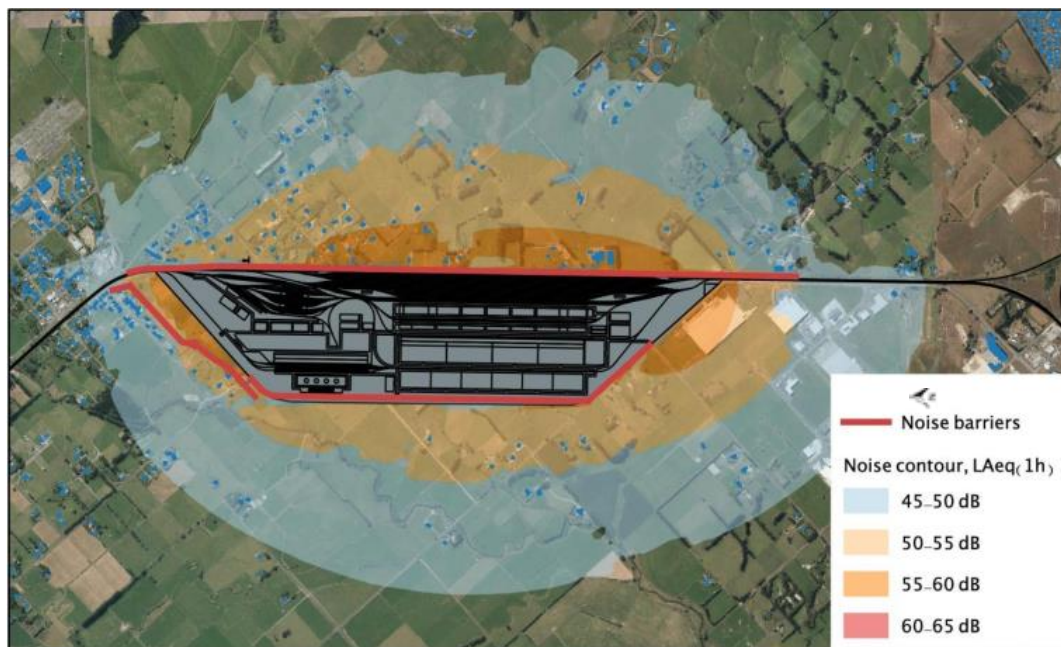 Noise barriers
Noise contour, LAeq(1h)
45–50 dB
50–55 dB
55–60 dB
60–65 dB